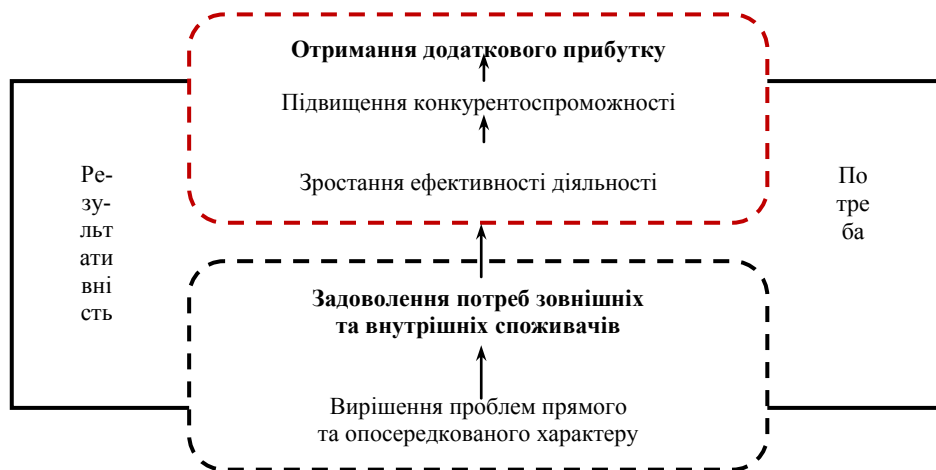 Отримання додаткового прибутку
Підвищення конкурентоспроможності
Зростання ефективності діяльності
Ре-
зу-
льт
ати
вні
сть
По
тре
ба
Задоволення потреб зовнішніх
та внутрішніх споживачів
Вирішення проблем прямого
та опосередкованого характеру